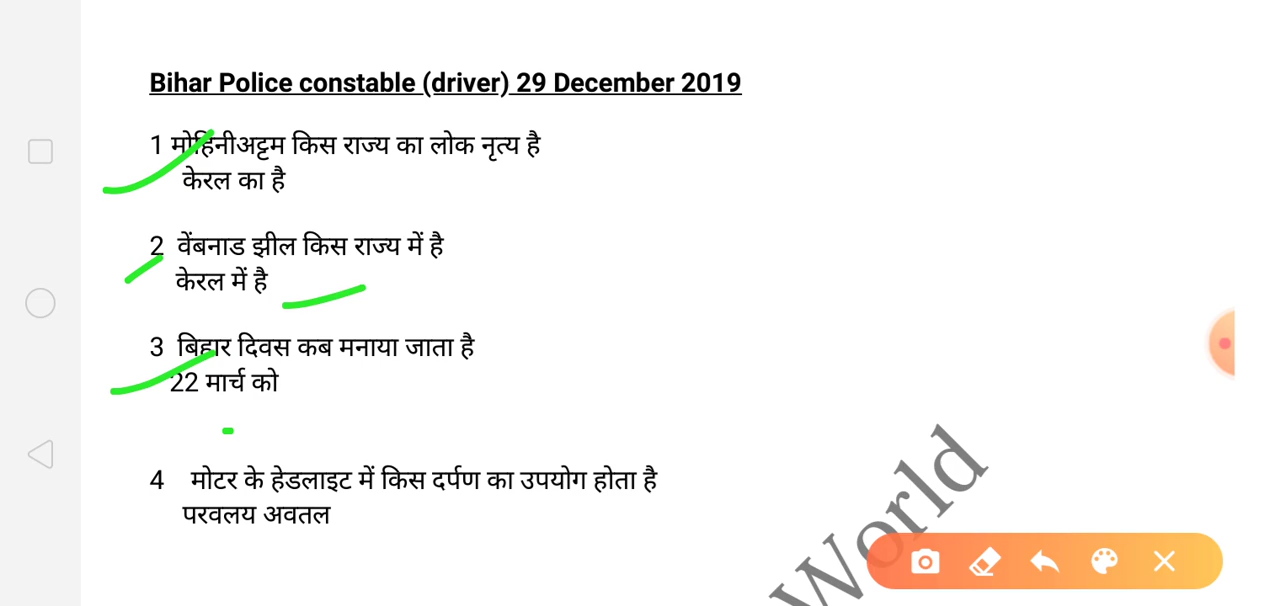 Bihar Police constable (driver) 29 December 2019
1 मोहिनीअट्टम किस राज्य का लोक नृत्य है
केरल का है
2 वेंबनाड झील किस राज्य में है
केरल में है
3 बिहार दिवस कब मनाया जाता है
22 मार्च को
4 मोटर के हेडलाइट में किस दर्पण का उपयोग होता है
परवलय अवतल
World